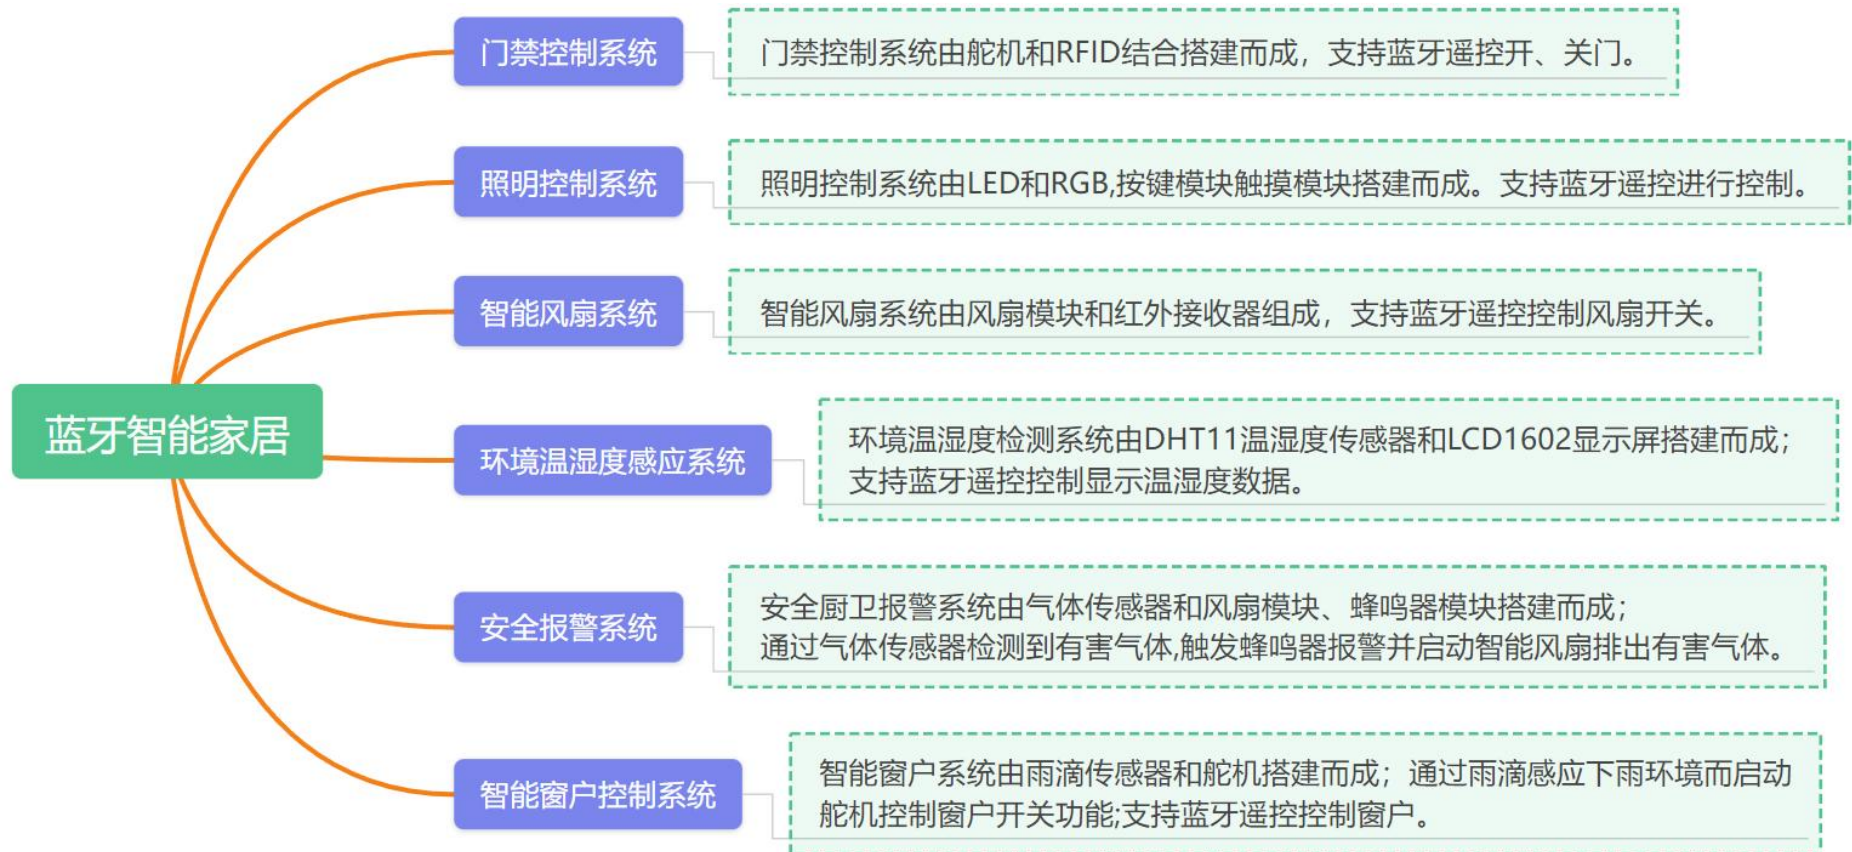 门禁控制系统
门禁控制系统由舵机和RFID结合搭建而成，支持蓝牙遥控开、关门。
照明控制系统
照明控制系统由LED和RGB,按键模块触摸模块搭建而成。支持蓝牙遥控进行控制。
智能风扇系统
智能风扇系统由风扇模块和红外接收器组成，支持蓝牙遥控控制风扇开关。
蓝牙智能家居
环境温湿度感应系统
环境温湿度检测系统由DHT11温湿度传感器和LCD1602显示屏搭建而成；
支持蓝牙遥控控制显示温湿度数据。
安全报警系统
安全厨卫报警系统由气体传感器和风扇模块、蜂鸣器模块搭建而成；
通过气体传感器检测到有害气体,触发蜂鸣器报警并启动智能风扇排出有害气体。
智能窗户控制系统
智能窗户系统由雨滴传感器和舵机搭建而成；通过雨滴感应下雨环境而启动
舵机控制窗户开关功能;支持蓝牙遥控控制窗户。